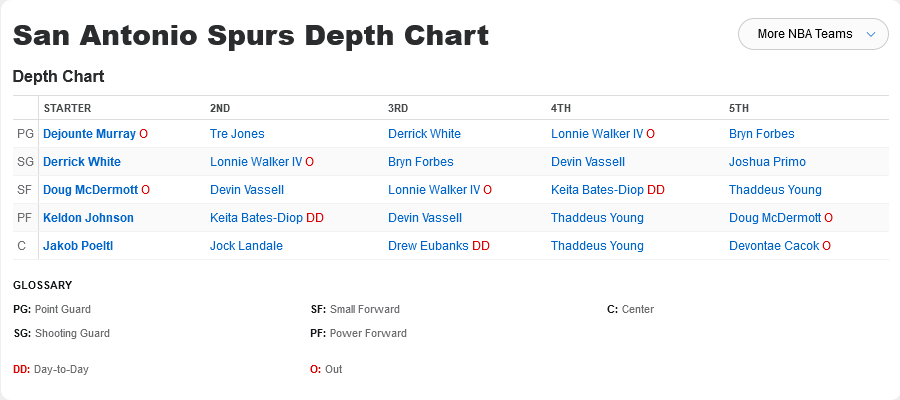 San Antonio Spurs Depth Chart
More NBA Teams
Depth Chart
STARTER 2ND 3RD 4TH 5TH
PG Dejounte Murray O Tre Jones Derrick White Lonnie Walker IV O Bryn Forbes
SG Derrick White Lonnie Walker IV O Bryn Forbes Devin Vassell Joshua Primo
SF Doug McDermott O Devin Vassell Lonnie Walker IV O Keita Bates-Diop DD Thaddeus Young
PF Keldon Johnson Keita Bates-Diop DD Devin Vassell Thaddeus Young Doug McDermott O
C Jakob Poeltl Jock Landale Drew Eubanks DD Thaddeus Young Devontae Cacok O
GLOSSARY
PG: Point Guard SF: Small Forward C: Center
SG: Shooting Guard PF: Power Forward
DD: Day-to-Day O: Out